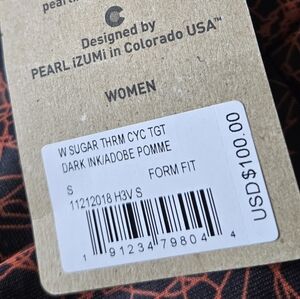 Designed by
PEARL iZUMi in Colorado USA™
WOMEN
W SUGAR THRM CYC TGT
DARK INK/ADOBE POMME
S
FORM FIT
11212018 H3V S
1 91234 79804 4
USD$100.00